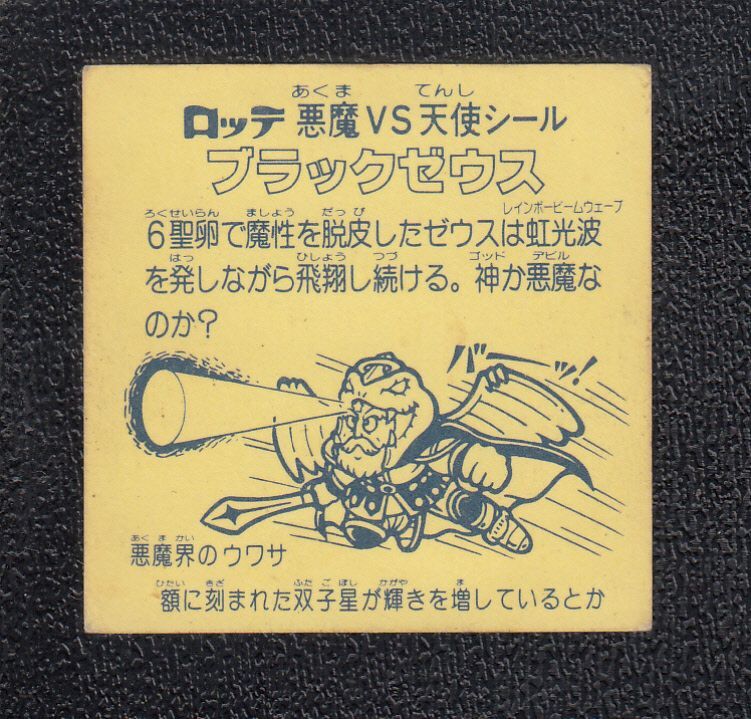 あくま てんし
ロッテ 悪魔VS天使シール
ブラックゼウス
ろくせいらん ましょう だっぴ レインボービームウェーブ
6聖卵で魔性を脱皮したゼウスは虹光波
はっ ひしょう つづ ゴッド デビル
を発しながら飛翔し続ける。神か悪魔な
のか?
バーッ!
あくまかい
悪魔界のウワサ
ひたい きざ ふたごぼし かがや ま
額に刻まれた双子星が輝きを増しているとか